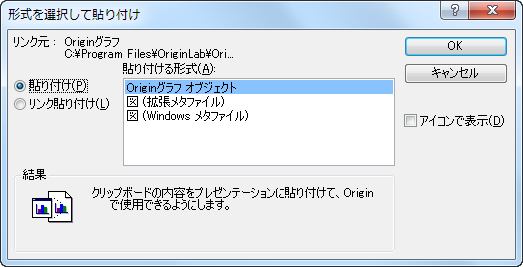 形式を選択して貼り付け
リンク元： Originグラフ
C:¥Program Files¥OriginLab¥Ori...
貼り付ける形式(A):
貼り付け(P)
リンク貼り付け(L)
Originグラフ オブジェクト
図 (拡張メタファイル)
図 (Windows メタファイル)
OK
キャンセル
アイコンで表示(D)
結果
クリップボードの内容をプレゼンテーションに貼り付けて、Origin
で使用できるようにします。